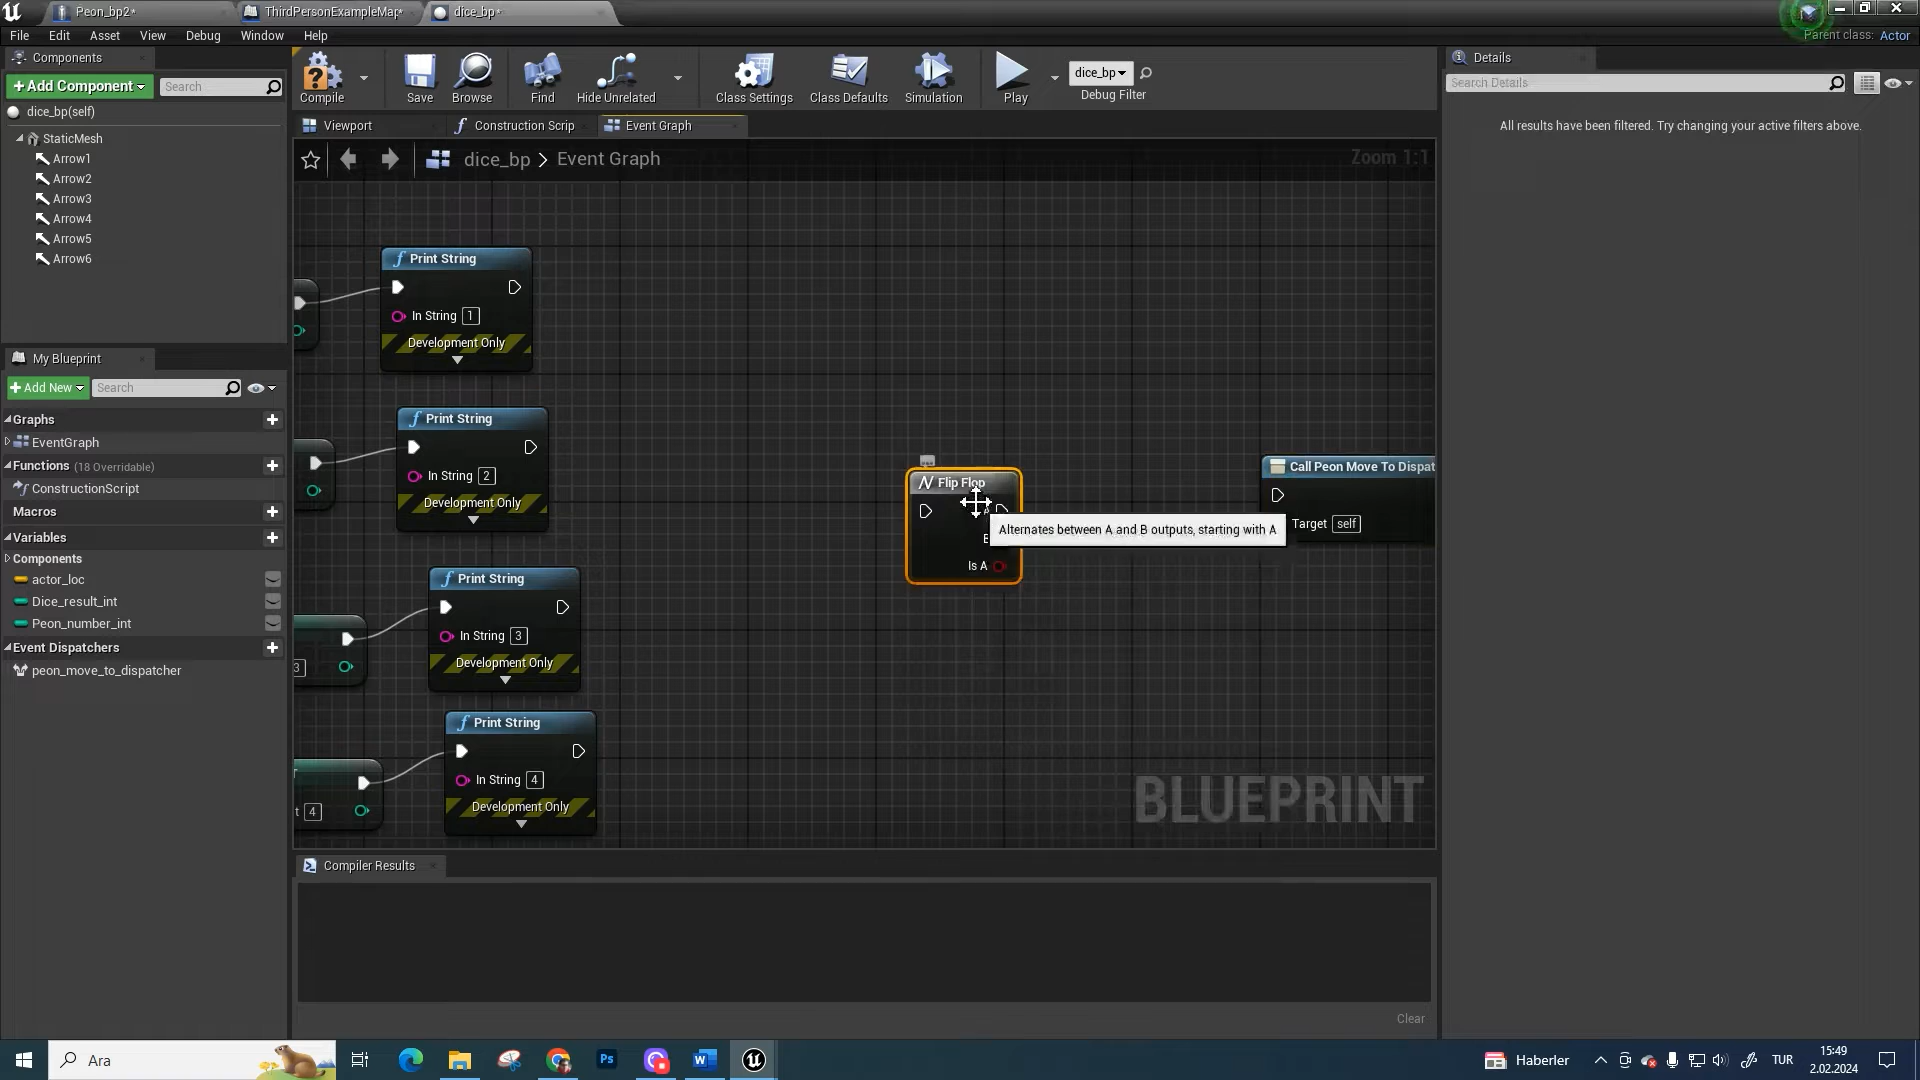 Peon_bp2*
ThirdPersonExampleMap*
dice_bp*
File Edit Asset View Debug Window Help
Parent class: Actor
Components
+Add Component
Search
dice_bp(self)
StaticMesh
Arrow1
Arrow2
Arrow3
Arrow4
Arrow5
Arrow6
My Blueprint
+Add New
Search
Graphs
EventGraph
Functions (18 Overridable)
ConstructionScript
Macros
Variables
Components
actor_loc
Dice_result_int
Peon_number_int
Event Dispatchers
peon_move_to_dispatcher
Compile
Save
Browse
Find
Hide Unrelated
Class Settings
Class Defaults
Simulation
Play
dice_bp
Debug Filter
Viewport
Construction Scrip
Event Graph
dice_bp > Event Graph
Zoom 1:1
Print String
In String 1
Development Only
Print String
In String 2
Development Only
Print String
In String 3
Development Only
3
Print String
In String 4
Development Only
t 4
Flip Flop
Is A
Alternates between A and B outputs, starting with A
Call Peon Move To Dispat
Target self
BLUEPRINT
Compiler Results
Clear
Details
Search Details
All results have been filtered. Try changing your active filters above.
Ara
Ps
Haberler
TUR
15:49
2.02.2024